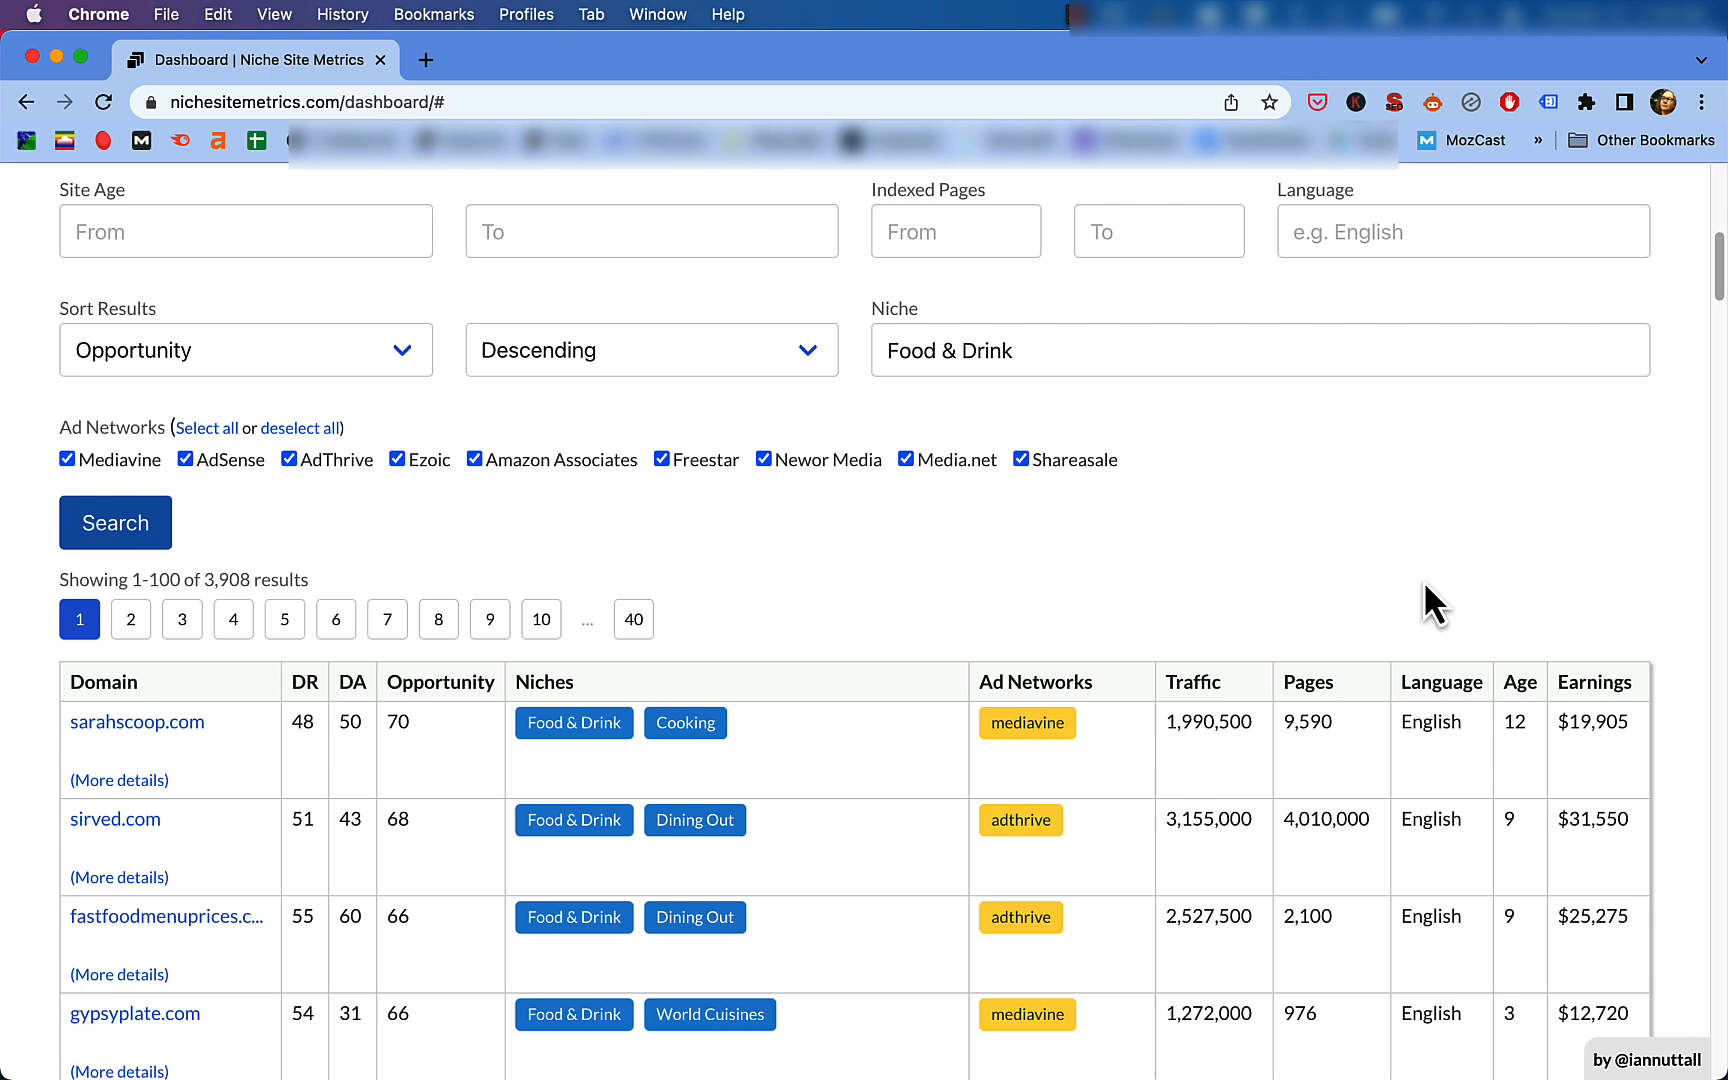 Chrome File Edit View History Bookmarks Profiles Tab Window Help
Dashboard | Niche Site Metrics
nichesitemetrics.com/dashboard/#
MozCast » Other Bookmarks
Site Age Indexed Pages Language
From To From To e.g. English
Sort Results Niche
Opportunity Descending Food & Drink
Ad Networks (Select all or deselect all)
Mediavine AdSense AdThrive Ezoic Amazon Associates Freestar Newor Media Media.net Shareasale
Search
Showing 1-100 of 3,908 results
1 2 3 4 5 6 7 8 9 10 ... 40
Domain DR DA Opportunity Niches Ad Networks Traffic Pages Language Age Earnings
sarahscoop.com 48 50 70 Food & Drink Cooking mediavine 1,990,500 9,590 English 12 $19,905
(More details)
sirved.com 51 43 68 Food & Drink Dining Out adthrive 3,155,000 4,010,000 English 9 $31,550
(More details)
fastfoodmenuprices.c... 55 60 66 Food & Drink Dining Out adthrive 2,527,500 2,100 English 9 $25,275
(More details)
gypsyplate.com 54 31 66 Food & Drink World Cuisines mediavine 1,272,000 976 English 3 $12,720
(More details)
by @iannuttall